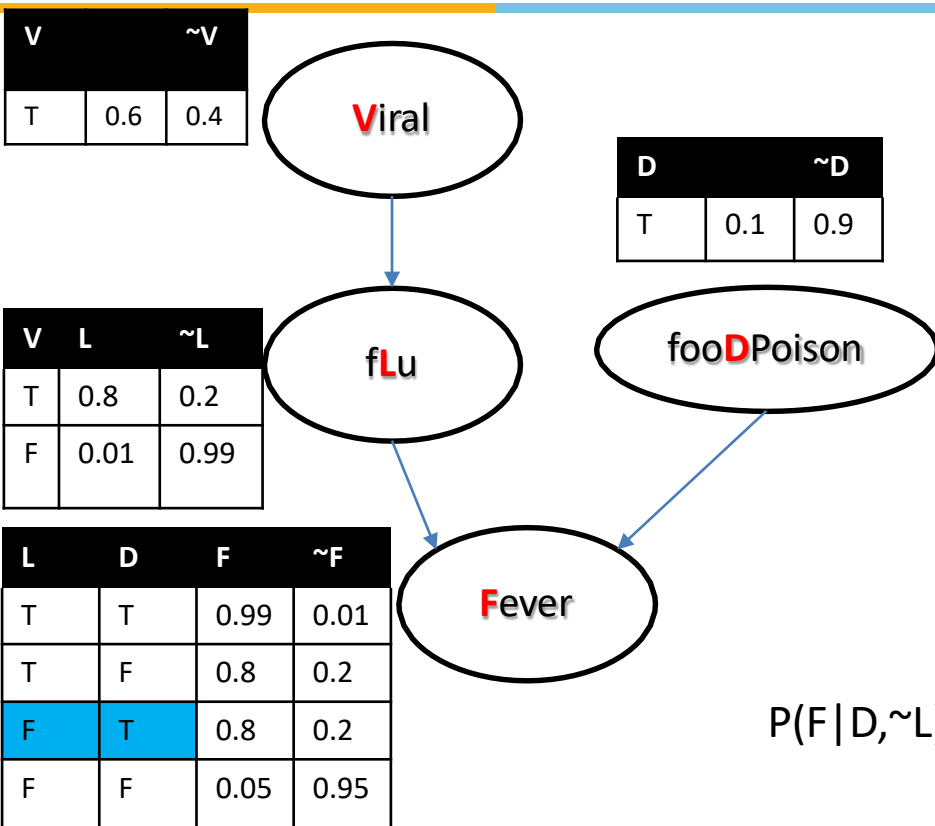 V ~V
T 0.6 0.4
Viral
D ~D
T 0.1 0.9
V L ~L
T 0.8 0.2
F 0.01 0.99
fLu
fooDPoison
L D F ~F
T T 0.99 0.01
T F 0.8 0.2
F T 0.8 0.2
F F 0.05 0.95
Fever
P(F|D,~L)